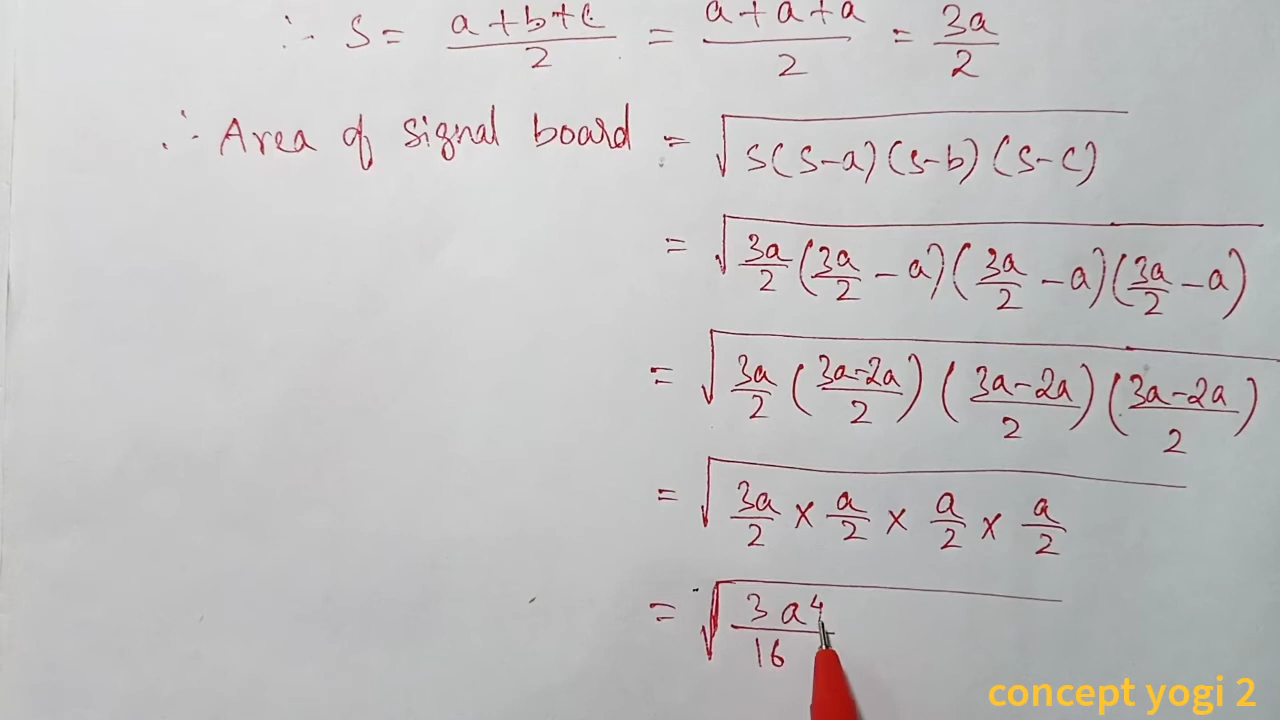 ∴ S = a+b+c/2 = a+a+a/2 = 3a/2
∴ Area of signal board = √s(s-a)(s-b)(s-c)
= √3a/2 (3a/2 - a) (3a/2 - a) (3a/2 - a)
= √3a/2 (3a-2a/2) (3a-2a/2) (3a-2a/2)
= √3a/2 × a/2 × a/2 × a/2
= √3a⁴/16
concept yogi 2